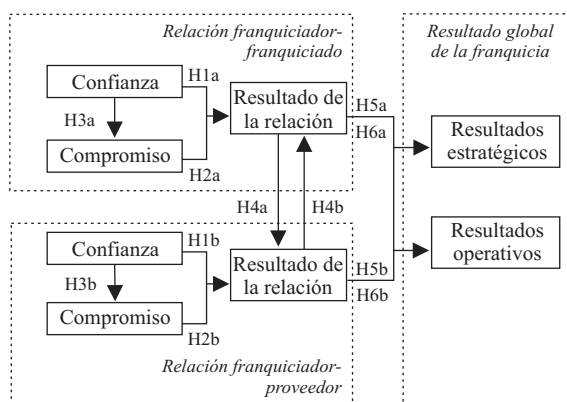 Relación franquiciador-
franquiciado
Confianza
H1a
H3a
Compromiso
H2a
Resultado de
la relación
H5a
H6a
H4a
H4b
Resultado global
de la franquicia
Resultados
estratégicos
Resultados
operativos
Confianza
H1b
H3b
Compromiso
H2b
Resultado de
la relación
H5b
H6b
Relación franquiciador-
proveedor